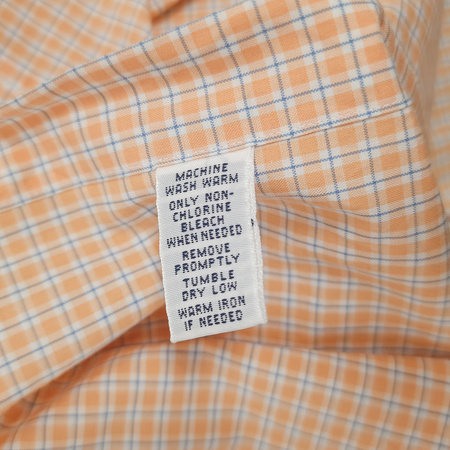 MACHINE
WASH WARM
ONLY NON-
CHLORINE
BLEACH
WHEN NEEDED
REMOVE
PROMPTLY
TUMBLE
DRY LOW
WARM IRON
IF NEEDED